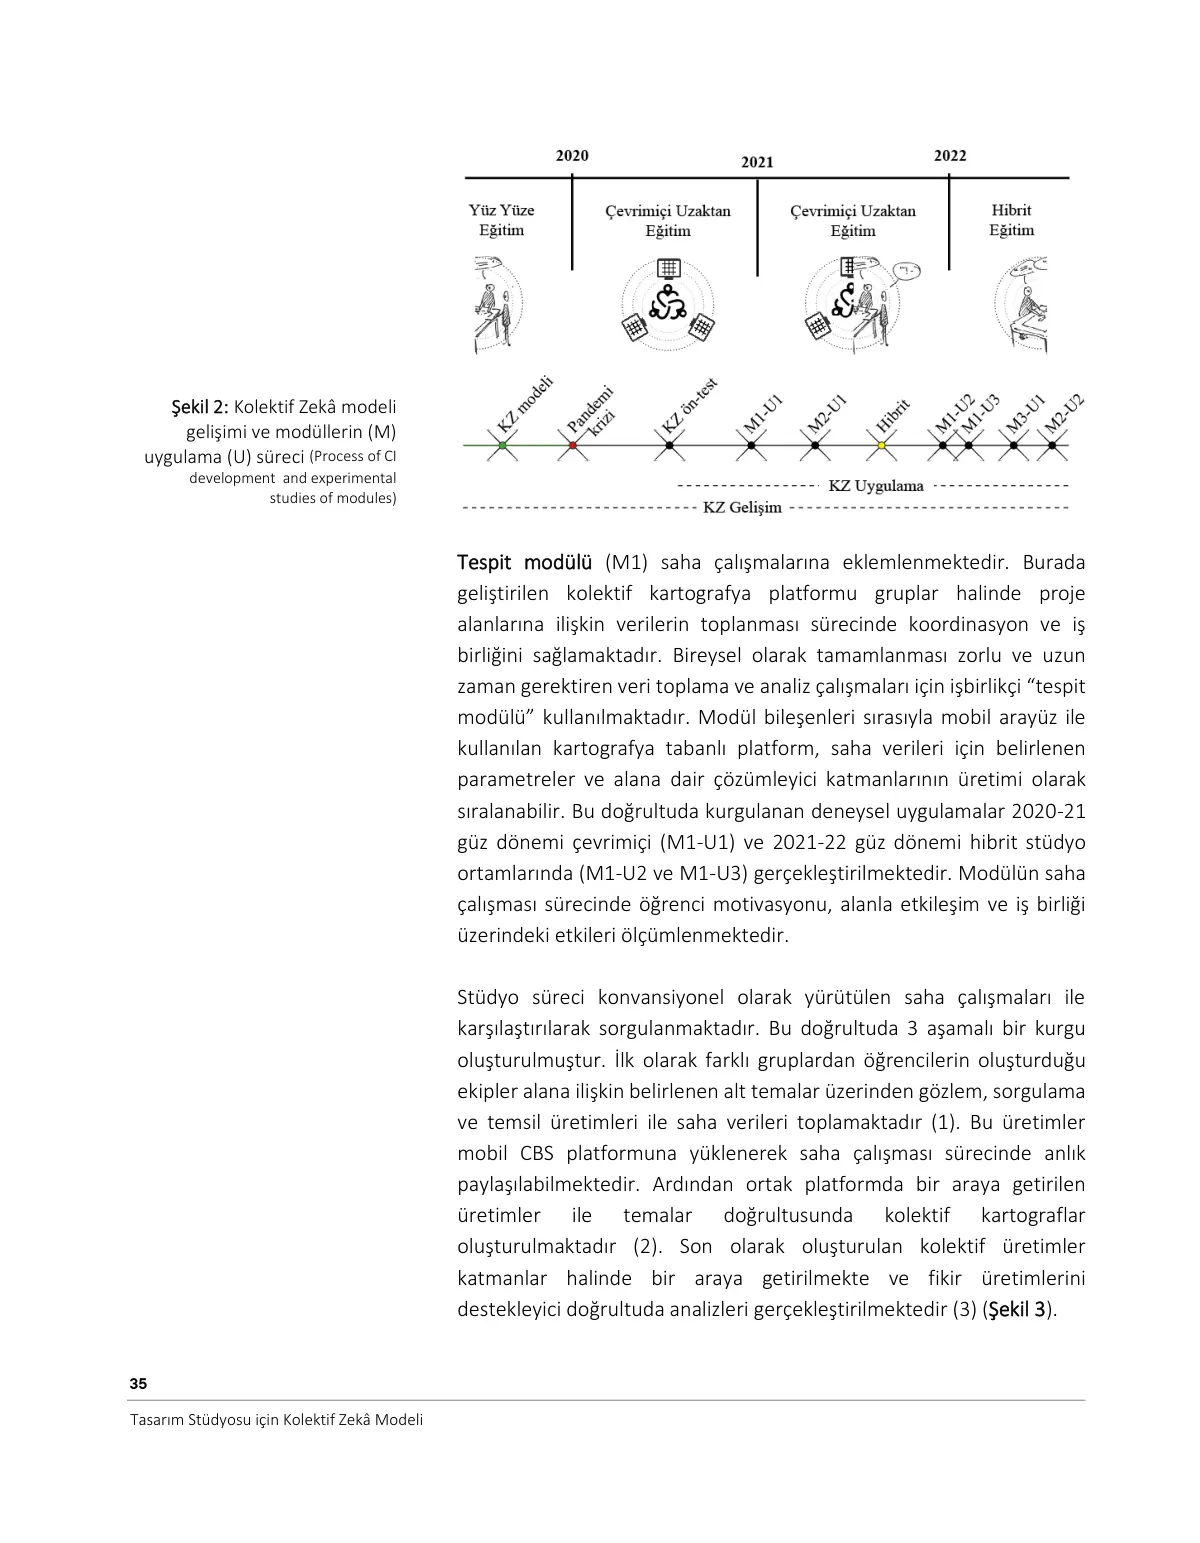 2020
2021
2022
Yüz Yüze
Eğitim
Çevrimiçi Uzaktan
Eğitim
Çevrimiçi Uzaktan
Eğitim
Hibrit
Eğitim
KZ modeli
Pandemi
krizi
KZ ön-test
M1-U1
M2-U1
Hibrit
M1-U2
M1-U3
M3-U1
M2-U2
KZ Uygulama
KZ Gelişim
Şekil 2: Kolektif Zekâ modeli
gelişimi ve modüllerin (M)
uygulama (U) süreci (Process of CI
development and experimental
studies of modules)
Tespit modülü (M1) saha çalışmalarına eklemlenmektedir. Burada
geliştirilen kolektif kartografya platformu gruplar halinde proje
alanlarına ilişkin verilerin toplanması sürecinde koordinasyon ve iş
birliğini sağlamaktadır. Bireysel olarak tamamlanması zorlu ve uzun
zaman gerektiren veri toplama ve analiz çalışmaları için işbirlikçi “tespit
modülü” kullanılmaktadır. Modül bileşenleri sırasıyla mobil arayüz ile
kullanılan kartografya tabanlı platform, saha verileri için belirlenen
parametreler ve alana dair çözümleyici katmanlarının üretimi olarak
sıralanabilir. Bu doğrultuda kurgulanan deneysel uygulamalar 2020-21
güz dönemi çevrimiçi (M1-U1) ve 2021-22 güz dönemi hibrit stüdyo
ortamlarında (M1-U2 ve M1-U3) gerçekleştirilmektedir. Modülün saha
çalışması sürecinde öğrenci motivasyonu, alanla etkileşim ve iş birliği
üzerindeki etkileri ölçümlenmektedir.
Stüdyo süreci konvansiyonel olarak yürütülen saha çalışmaları ile
karşılaştırılarak sorgulanmaktadır. Bu doğrultuda 3 aşamalı bir kurgu
oluşturulmuştur. İlk olarak farklı gruplardan öğrencilerin oluşturduğu
ekipler alana ilişkin belirlenen alt temalar üzerinden gözlem, sorgulama
ve temsil üretimleri ile saha verileri toplamaktadır (1). Bu üretimler
mobil CBS platformuna yüklenerek saha çalışması sürecinde anlık
paylaşılabilmektedir. Ardından ortak platformda bir araya getirilen
üretimler ile temalar doğrultusunda kolektif kartograflar
oluşturulmaktadır (2). Son olarak oluşturulan kolektif üretimler
katmanlar halinde bir araya getirilmekte ve fikir üretimlerini
destekleyici doğrultuda analizleri gerçekleştirilmektedir (3) (Şekil 3).
35
Tasarım Stüdyosu için Kolektif Zekâ Modeli